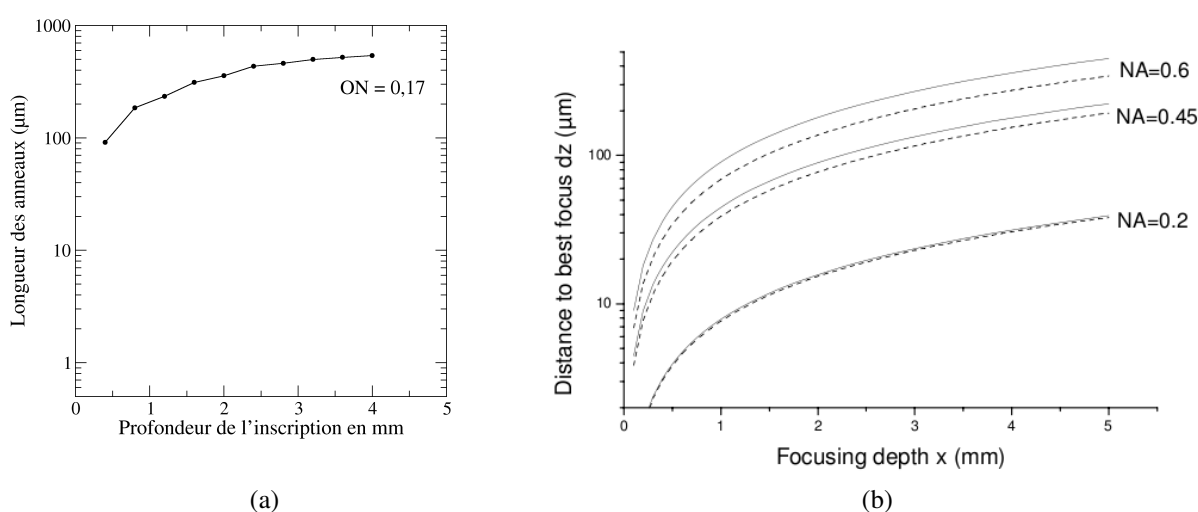 1000
100
10
1
0
1
2
3
4
5
Longueur des anneaux (μm)
Profondeur de l'inscription en mm
ON = 0,17
(a)
100
10
0
1
2
3
4
5
Distance to best focus dz (μm)
Focusing depth x (mm)
NA=0.6
NA=0.45
NA=0.2
(b)